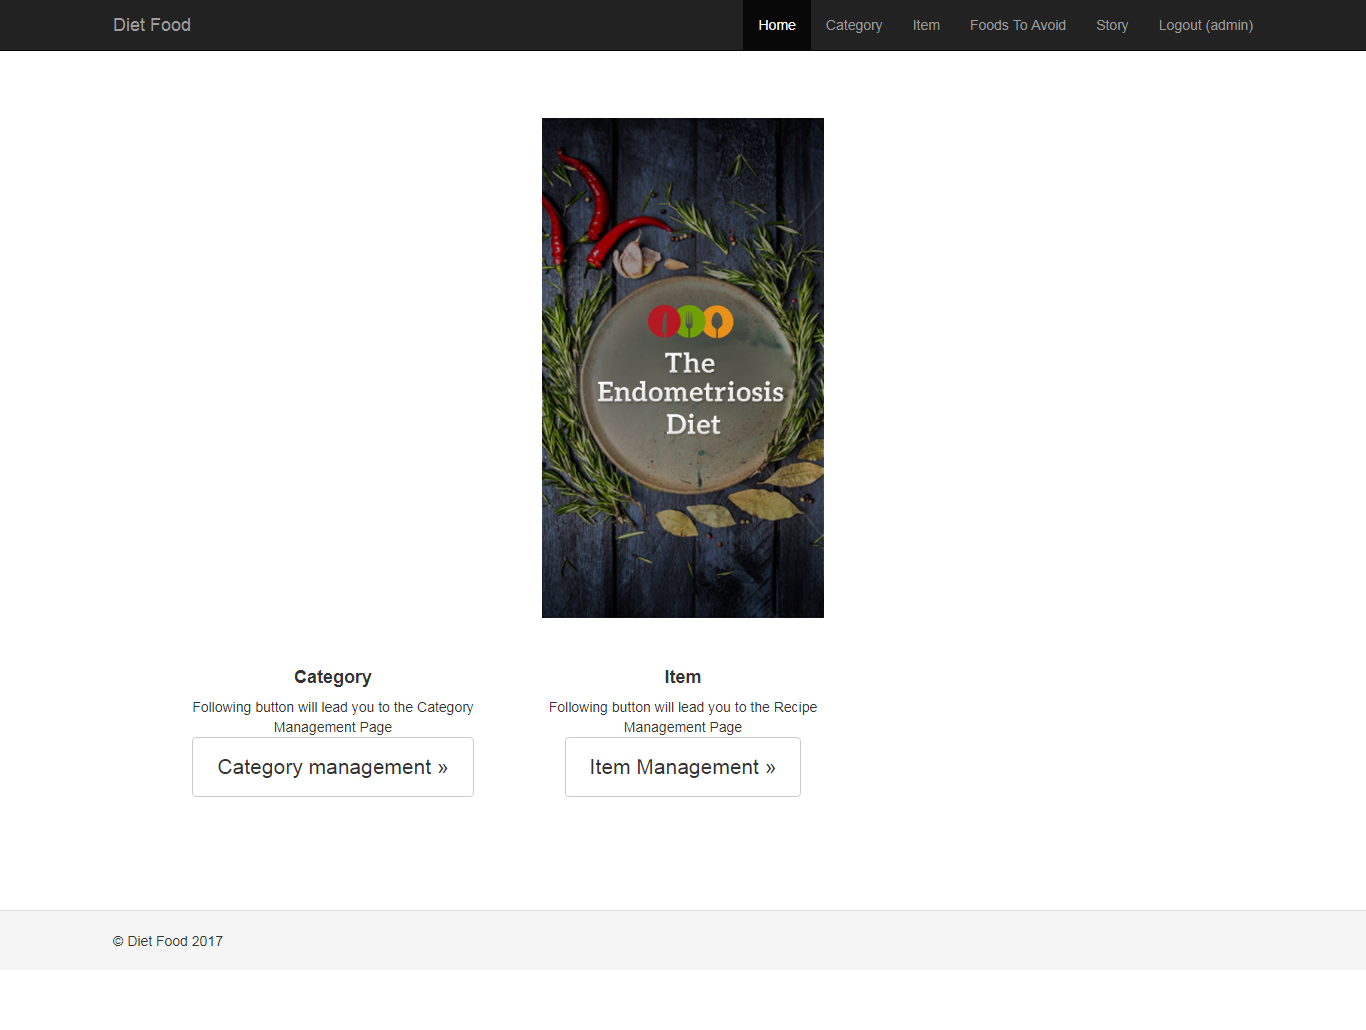 Diet Food
Home Category Item Foods To Avoid Story Logout (admin)
The
Endometriosis
Diet
Category
Following button will lead you to the Category
Management Page
Category management »
Item
Following button will lead you to the Recipe
Management Page
Item Management »
© Diet Food 2017